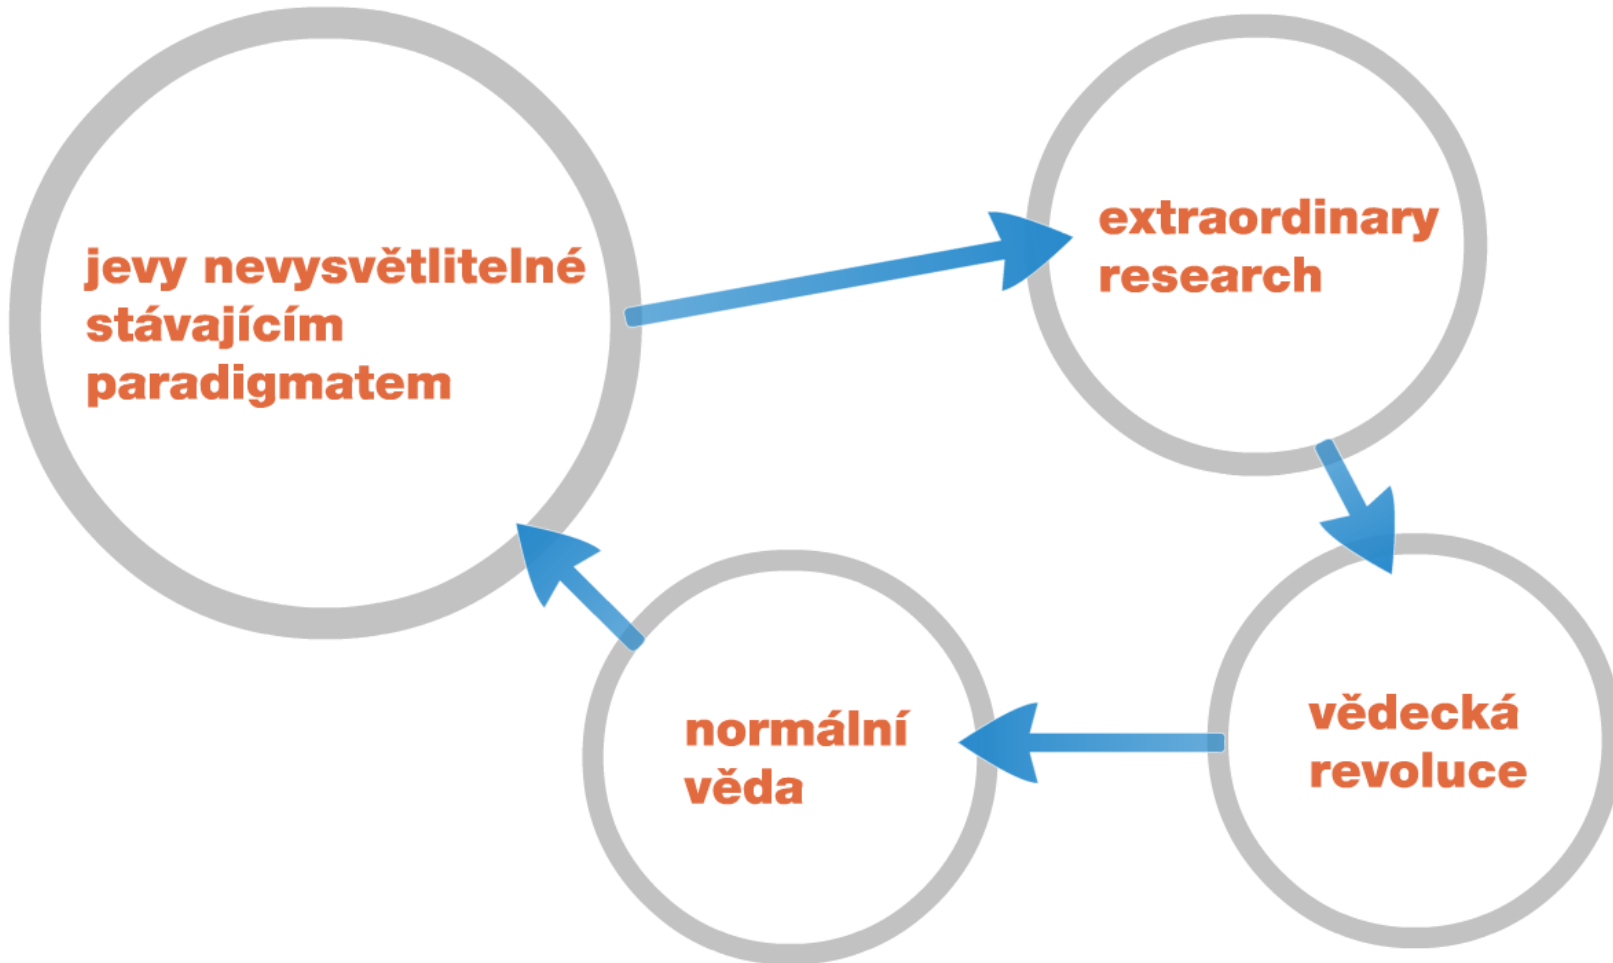 jevy nevysvětlitelné
stávajícím
paradigmatem
extraordinary
research
normální
věda
vědecká
revoluce